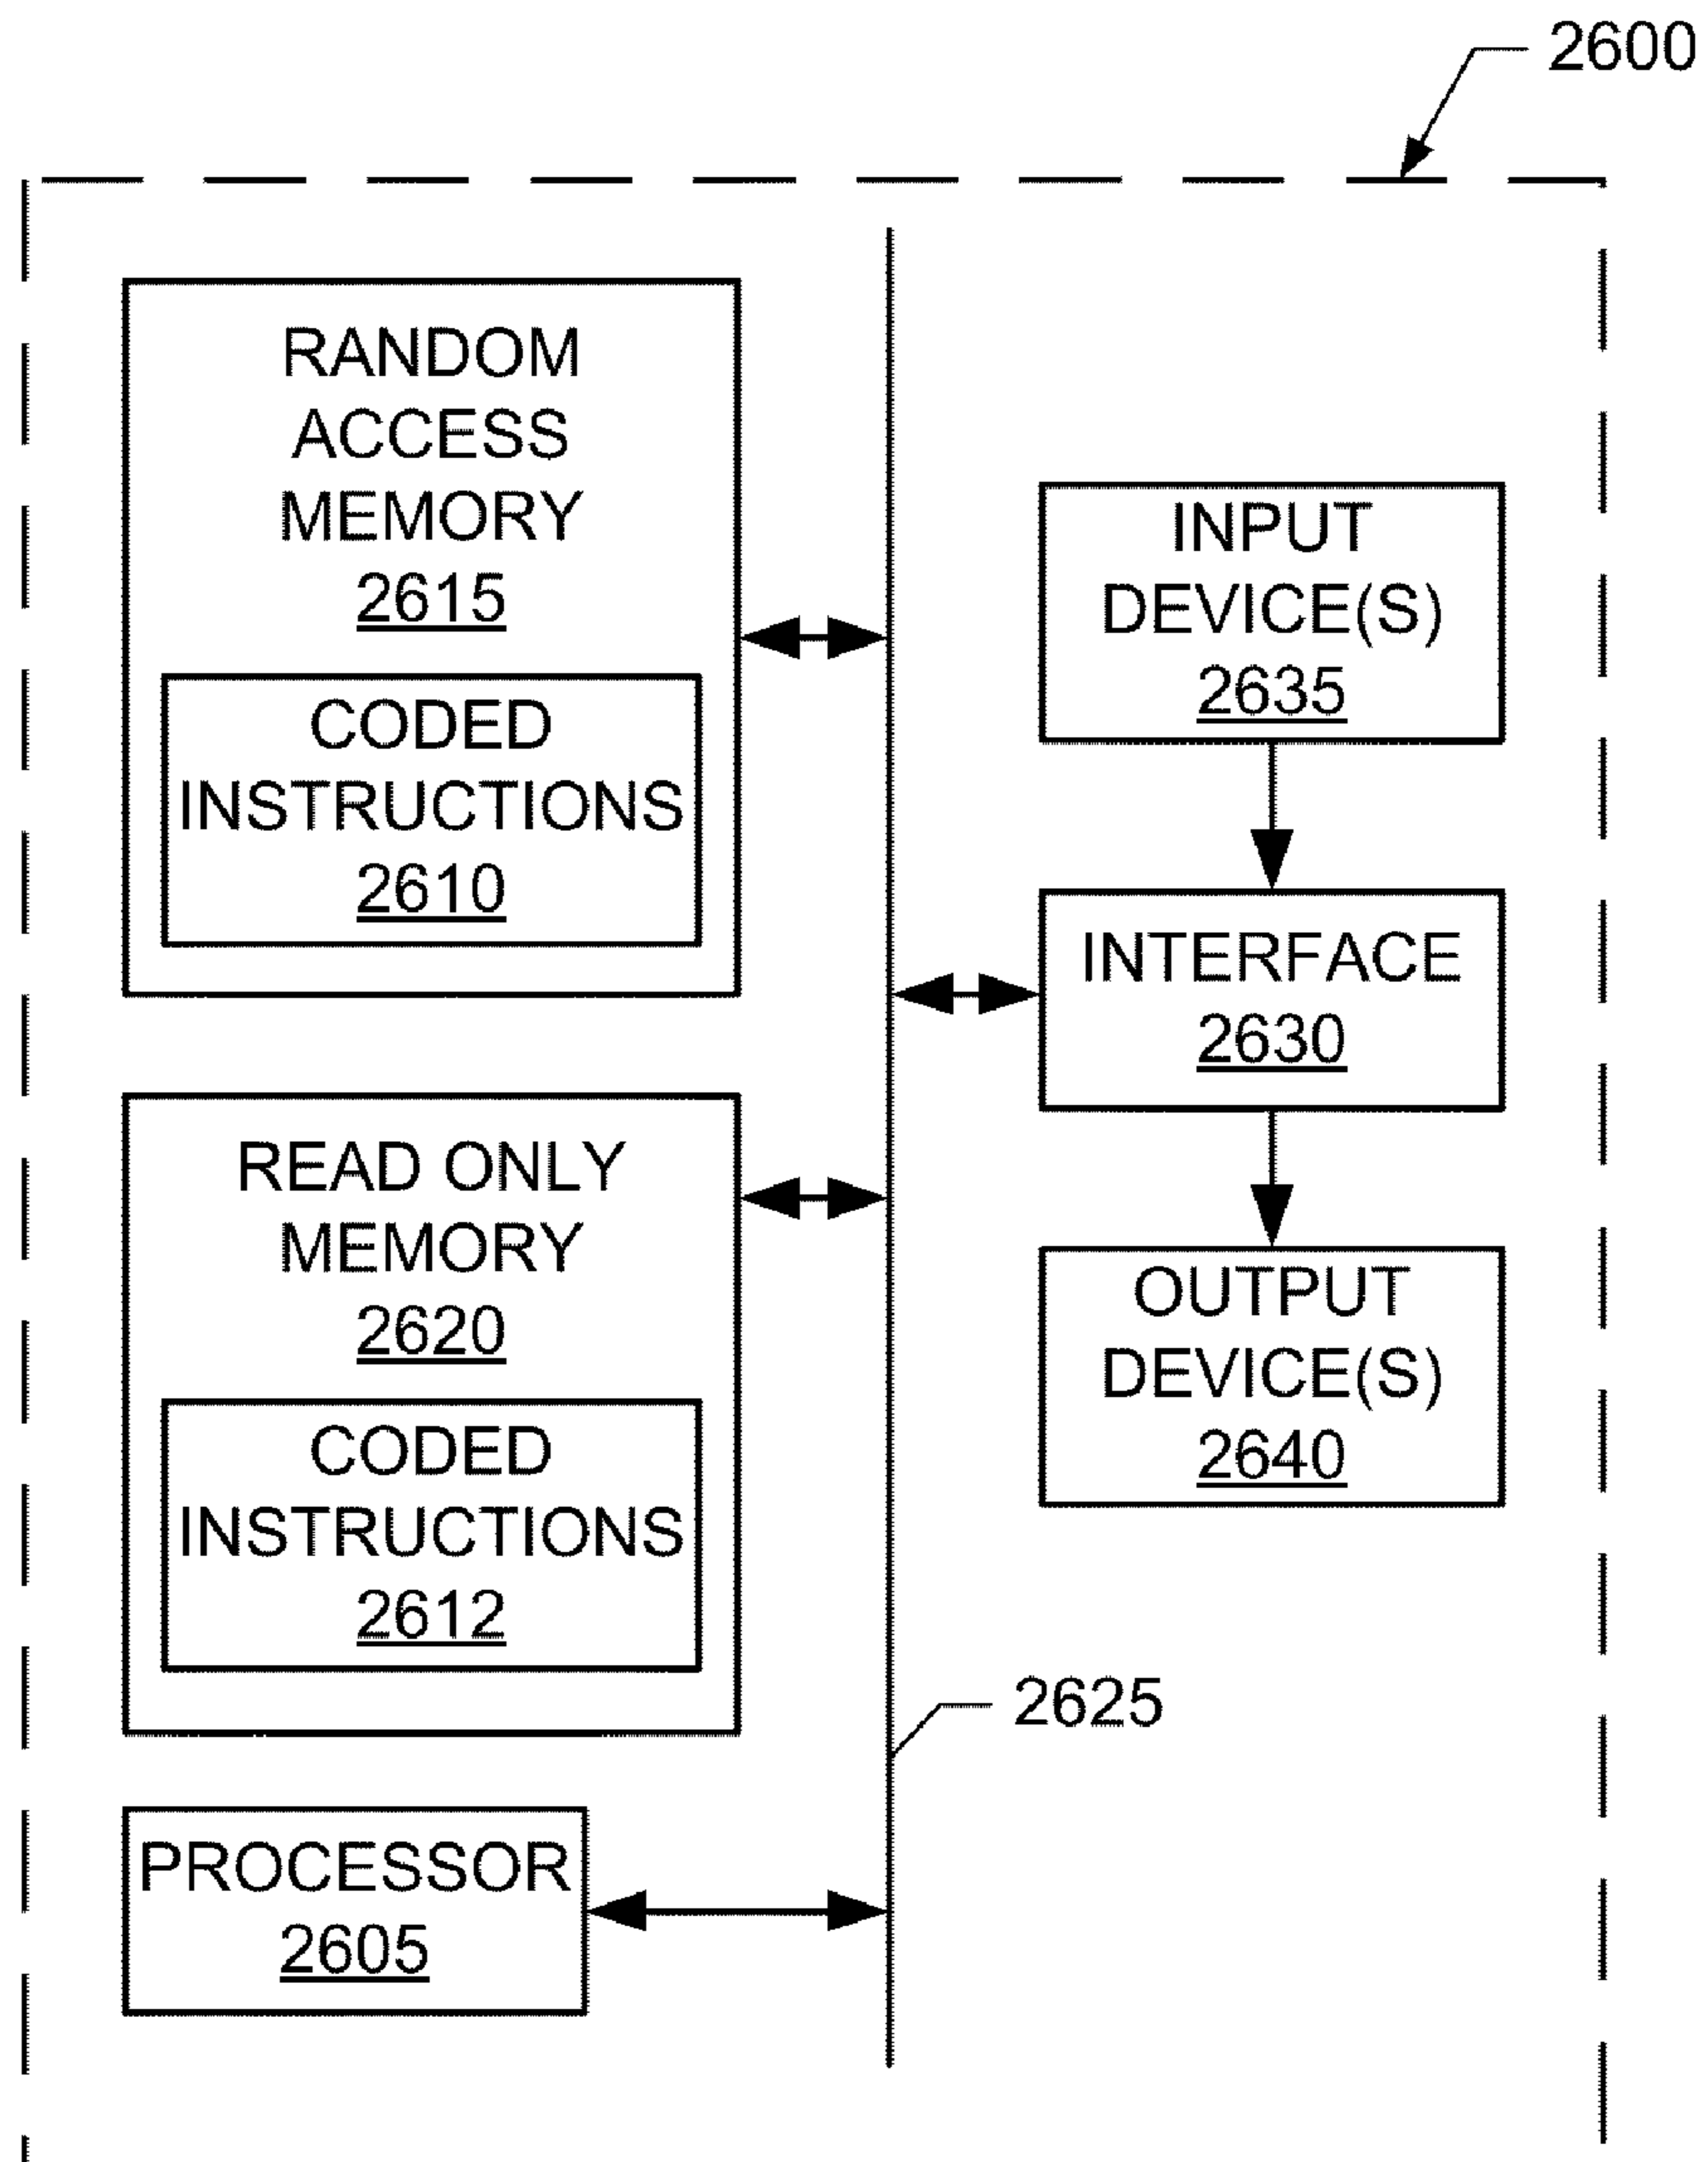 2600
RANDOM
ACCESS
MEMORY
2615
CODED
INSTRUCTIONS
2610
INPUT
DEVICE(S)
2635
INTERFACE
2630
READ ONLY
MEMORY
2620
CODED
INSTRUCTIONS
2612
OUTPUT
DEVICE(S)
2640
2625
PROCESSOR
2605